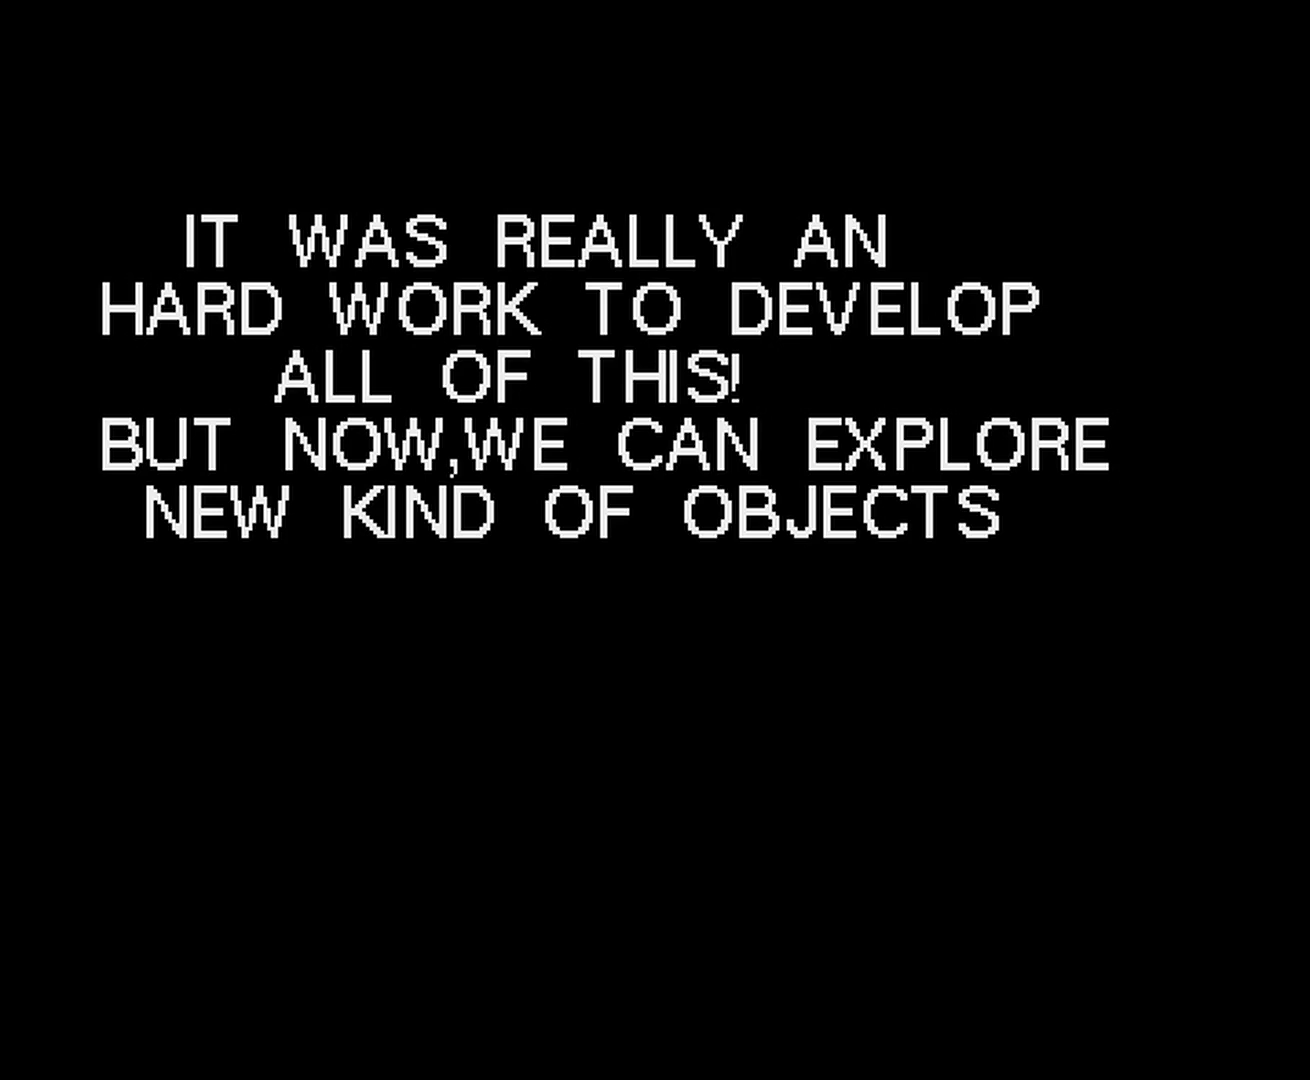 IT WAS REALLY AN
HARD WORK TO DEVELOP
ALL OF THIS!
BUT NOW,WE CAN EXPLORE
NEW KIND OF OBJECTS